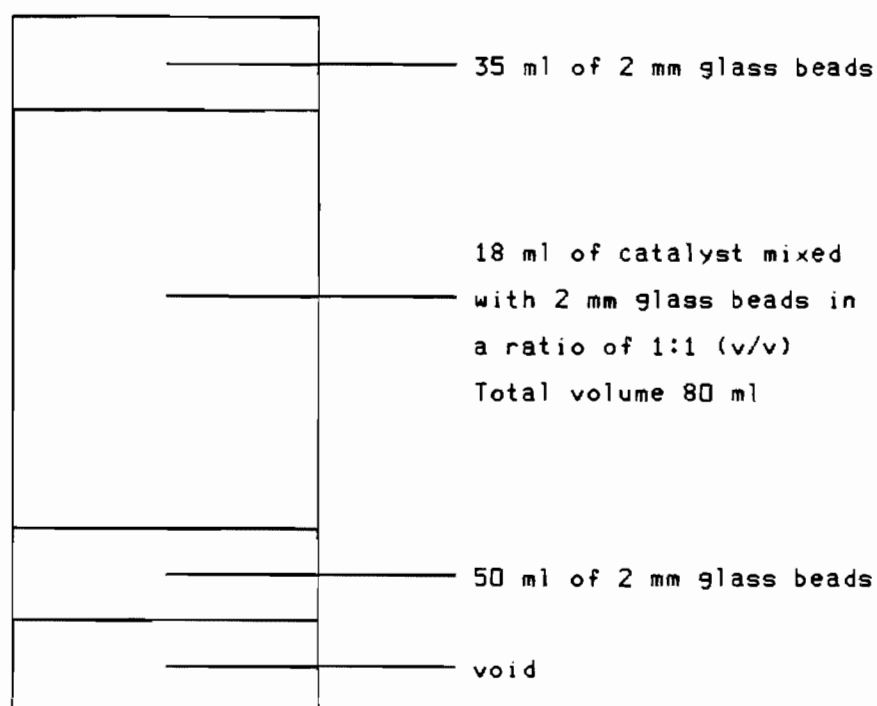 35 ml of 2 mm glass beads
18 ml of catalyst mixed
with 2 mm glass beads in
a ratio of 1:1 (v/v)
Total volume 80 ml
50 ml of 2 mm glass beads
void